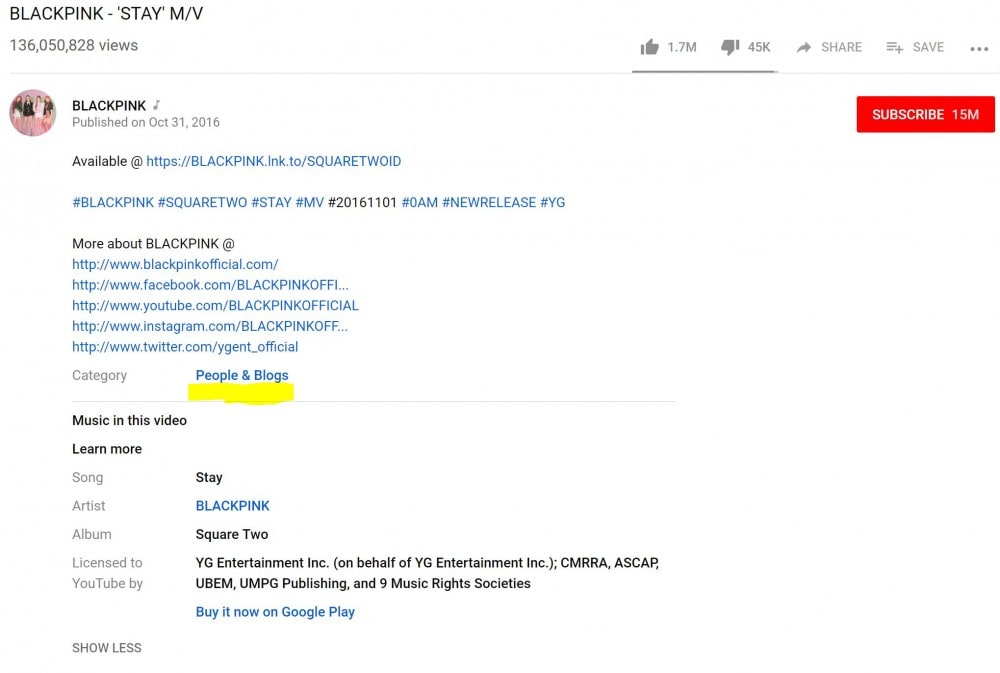 BLACKPINK - 'STAY' M/V
136,050,828 views
1.7M 45K SHARE SAVE
BLACKPINK
Published on Oct 31, 2016
SUBSCRIBE 15M
Available @ https://BLACKPINK.lnk.to/SQUARETWOID
#BLACKPINK #SQUARETWO #STAY #MV #20161101 #0AM #NEWRELEASE #YG
More about BLACKPINK @
http://www.blackpinkofficial.com/
http://www.facebook.com/BLACKPINKOFFI...
http://www.youtube.com/BLACKPINKOFFICIAL
http://www.instagram.com/BLACKPINKOFF...
http://www.twitter.com/ygent_official
Category People & Blogs
Music in this video
Learn more
Song Stay
Artist BLACKPINK
Album Square Two
Licensed to YG Entertainment Inc. (on behalf of YG Entertainment Inc.); CMRRA, ASCAP,
YouTube by UBEM, UMPG Publishing, and 9 Music Rights Societies
Buy it now on Google Play
SHOW LESS